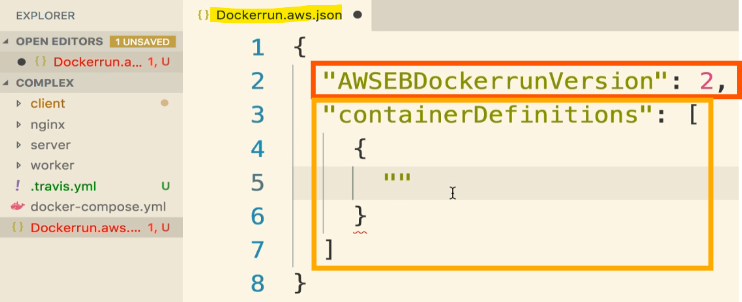 EXPLORER
OPEN EDITORS 1 UNSAVED
{} Dockerrun.a... 1, U
COMPLEX
client
nginx
server
worker
! .travis.yml U
docker-compose.yml
{} Dockerrun.aws.... 1, U
{} Dockerrun.aws.json
1 {
2 "AWSEBDockerrunVersion": 2,
3 "containerDefinitions": [
4 {
5 ""
6 }
7 ]
8 }